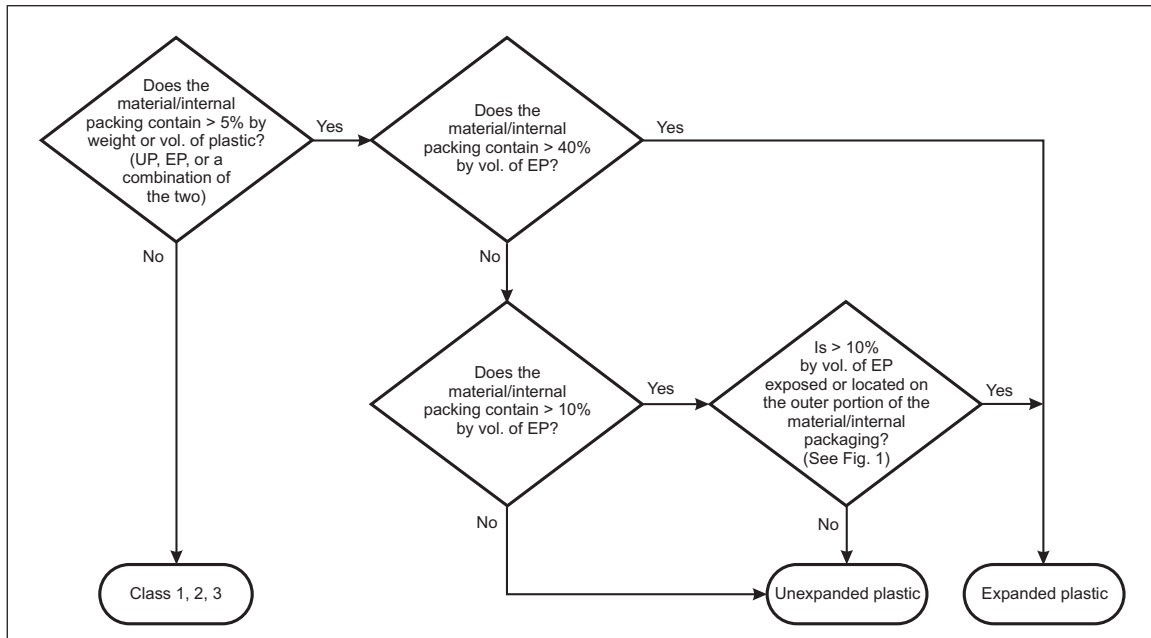 Does the
material/internal
packing contain > 5% by
weight or vol. of plastic?
(UP, EP, or a
combination of
the two)
Yes
Does the
material/internal
packing contain > 40%
by vol. of EP?
Yes
No
No
Does the
material/internal
packing contain > 10%
by vol. of EP?
Yes
Is > 10%
by vol. of EP
exposed or located on
the outer portion of the
material/internal
packaging?
(See Fig. 1)
Yes
No
No
Class 1, 2, 3
Unexpanded plastic
Expanded plastic